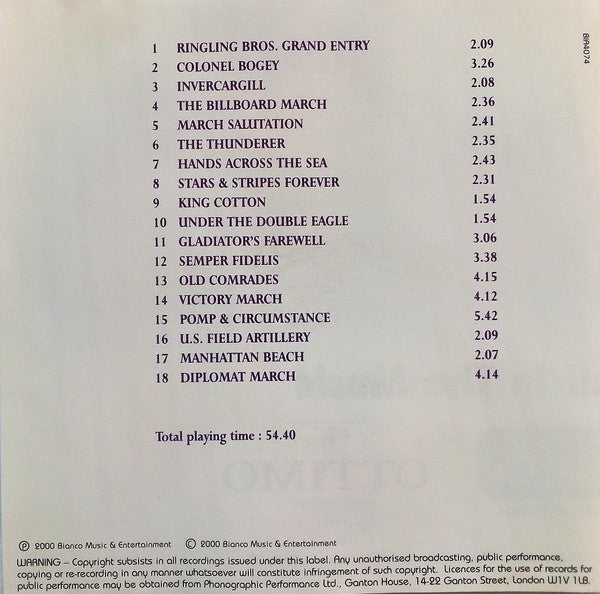 BIA4074
1 RINGLING BROS. GRAND ENTRY 2.09
2 COLONEL BOGEY 3.26
3 INVERCARGILL 2.08
4 THE BILLBOARD MARCH 2.36
5 MARCH SALUTATION 2.41
6 THE THUNDERER 2.35
7 HANDS ACROSS THE SEA 2.43
8 STARS & STRIPES FOREVER 2.31
9 KING COTTON 1.54
10 UNDER THE DOUBLE EAGLE 1.54
11 GLADIATOR'S FAREWELL 3.06
12 SEMPER FIDELIS 3.38
13 OLD COMRADES 4.15
14 VICTORY MARCH 4.12
15 POMP & CIRCUMSTANCE 5.42
16 U.S. FIELD ARTILLERY 2.09
17 MANHATTAN BEACH 2.07
18 DIPLOMAT MARCH 4.14
Total playing time : 54.40
OTTIMO
℗ 2000 Bianco Music & Entertainment © 2000 Bianco Music & Entertainment
WARNING – Copyright subsists in all recordings issued under this label. Any unauthorised broadcasting, public performance,
copying or re-recording in any manner whatsoever will constitute infringement of such copyright. Licences for the use of records for
public performance may be obtained from Phonographic Performance Ltd., Ganton House, 14-22 Ganton Street, London W1V 1LB.